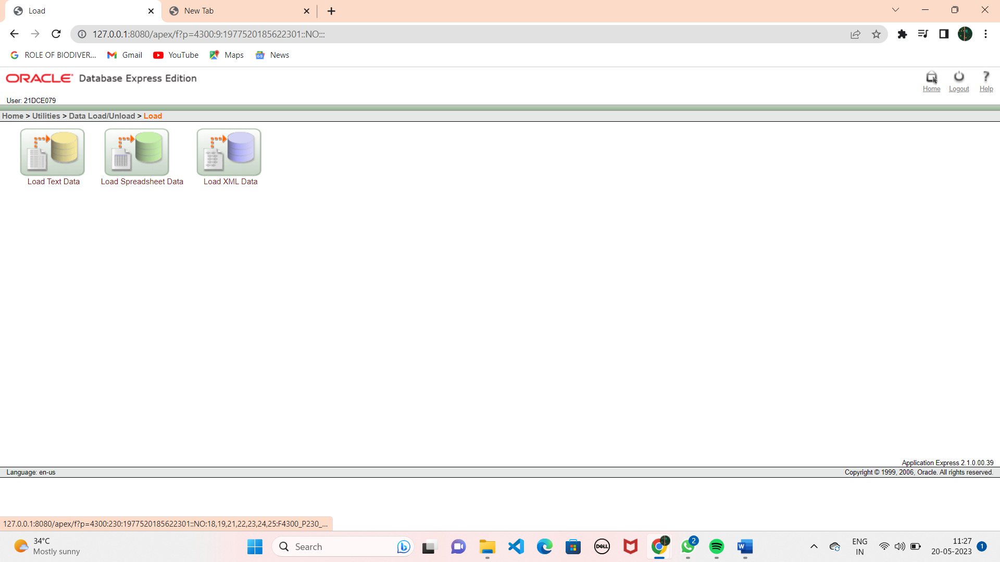 Load
New Tab
127.0.0.1:8080/apex/f?p=4300:9:1977520185622301::NO:::
ROLE OF BIODIVER...
Gmail
YouTube
Maps
News
ORACLE Database Express Edition
Home
Logout
Help
User: 21DCE079
Home > Utilities > Data Load/Unload > Load
Load Text Data
Load Spreadsheet Data
Load XML Data
Application Express 2.1.0.00.39
Language: en-us
Copyright © 1999, 2006, Oracle. All rights reserved.
127.0.0.1:8080/apex/f?p=4300:230:1977520185622301::NO:18,19,21,22,23,24,25:F4300_P230_...
34°C
Mostly sunny
Search
DELL
2
W
ENG
IN
11:27
20-05-2023
1